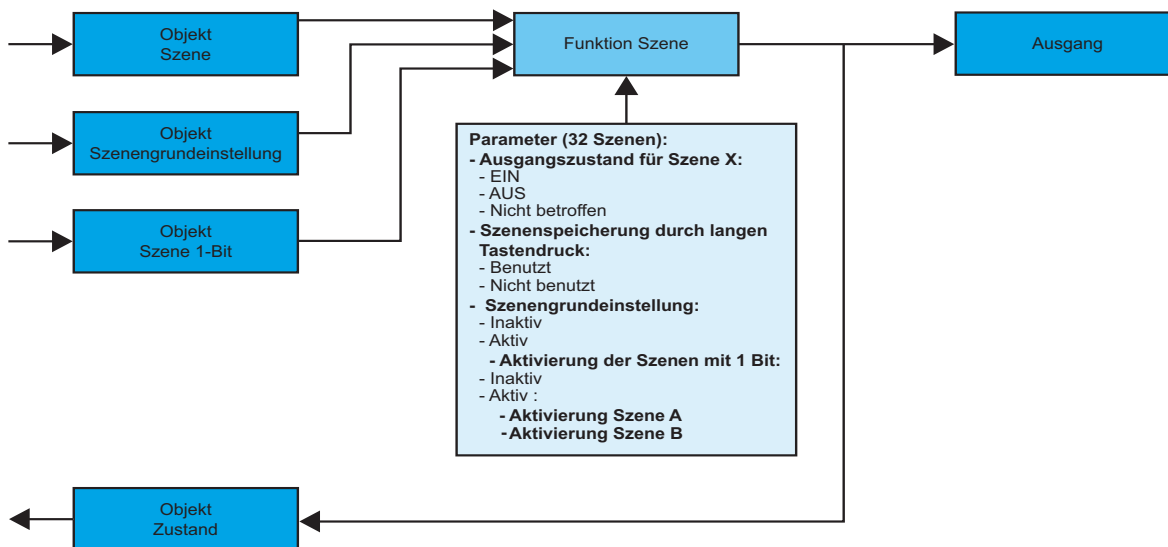 Objekt
Szene
Funktion Szene
Ausgang
Objekt
Szenengrundeinstellung
Objekt
Szene 1-Bit
Parameter (32 Szenen):
- Ausgangszustand für Szene X:
- EIN
- AUS
- Nicht betroffen
- Szenenspeicherung durch langen
Tastendruck:
- Benutzt
- Nicht benutzt
- Szenengrundeinstellung:
- Inaktiv
- Aktiv
- Aktivierung der Szenen mit 1 Bit:
- Inaktiv
- Aktiv :
- Aktivierung Szene A
- Aktivierung Szene B
Objekt
Zustand